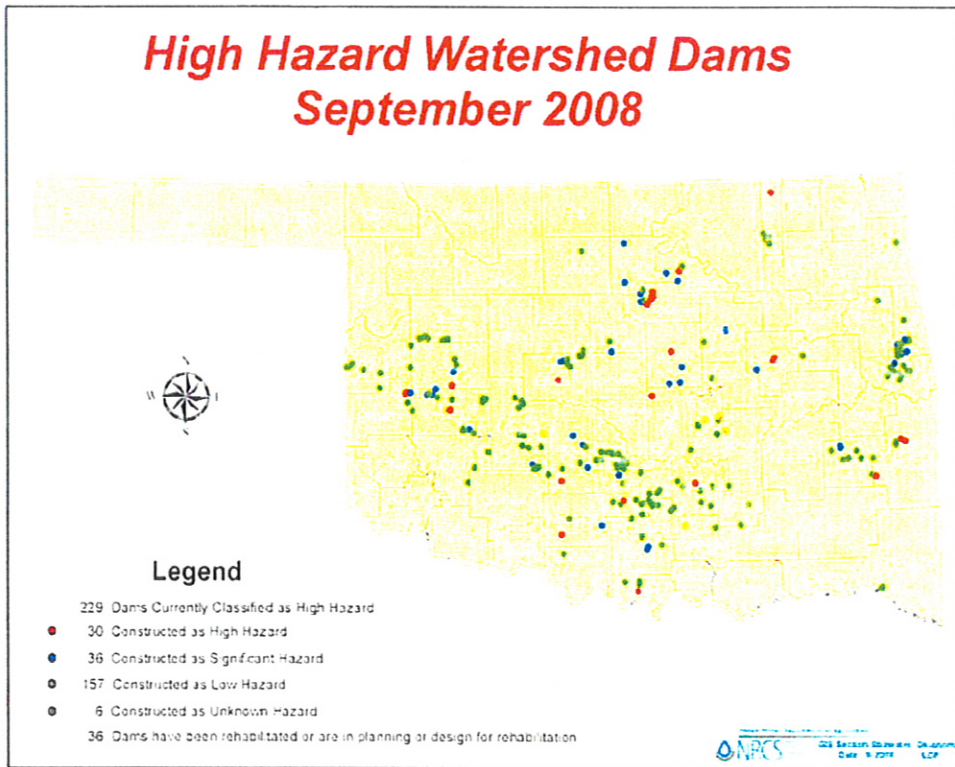 High Hazard Watershed Dams
September 2008
W
Legend
229 Dams Currently Classified as High Hazard
30 Constructed as High Hazard
36 Constructed as Significant Hazard
157 Constructed as Low Hazard
6 Constructed as Unknown Hazard
36 Dams have been rehabilitated or are in planning or design for rehabilitation
NRCS